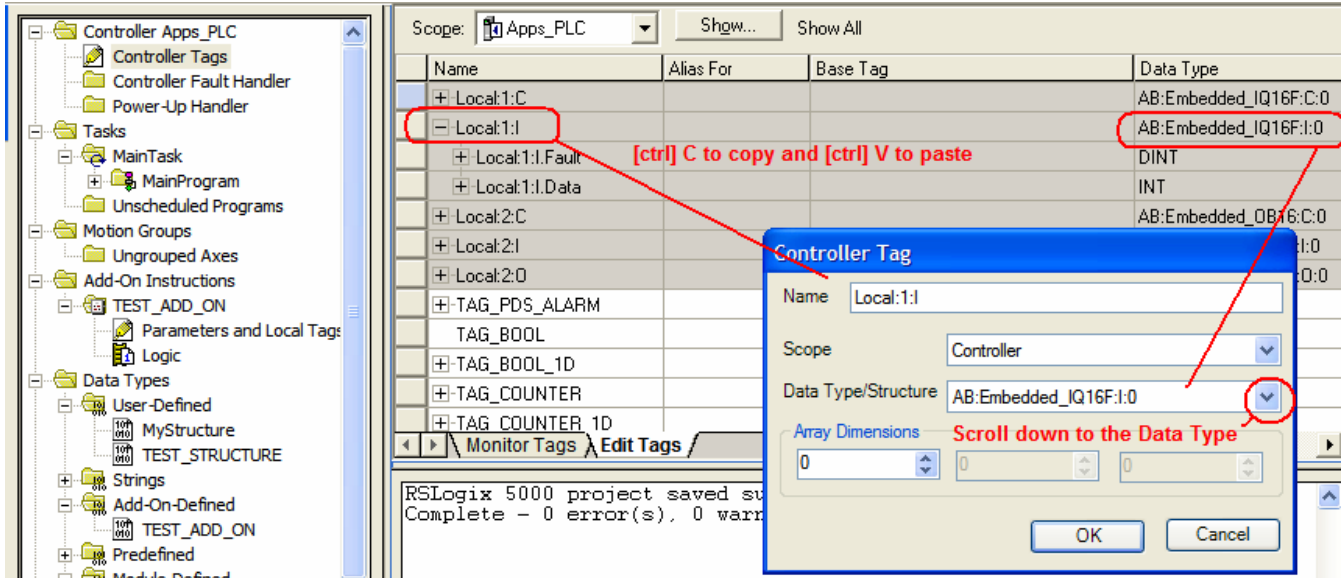 Controller Apps_PLC
Controller Tags
Controller Fault Handler
Power-Up Handler
Tasks
MainTask
MainProgram
Unscheduled Programs
Motion Groups
Ungrouped Axes
Add-On Instructions
TEST_ADD_ON
Parameters and Local Tags
Logic
Data Types
User-Defined
MyStructure
TEST_STRUCTURE
Strings
Add-On-Defined
TEST_ADD_ON
Predefined
Module-Defined
Scope: Apps_PLC Show... Show All
Name Alias For Base Tag Data Type
Local:1:C AB:Embedded_IQ16F:C:0
Local:1:I AB:Embedded_IQ16F:I:0
Local:1:I.Fault DINT
[ctrl] C to copy and [ctrl] V to paste
Local:1:I.Data INT
Local:2:C AB:Embedded_OB16:C:0
Local:2:I :I:0
Local:2:O :O:0
TAG_PDS_ALARM
TAG_BOOL
TAG_BOOL_1D
TAG_COUNTER
TAG_COUNTER_1D
Monitor Tags Edit Tags
Controller Tag
Name Local:1:I
Scope Controller
Data Type/Structure AB:Embedded_IQ16F:I:0
Array Dimensions
Scroll down to the Data Type
0 0 0
OK Cancel
RSLogix 5000 project saved su
Complete - 0 error(s), 0 warn